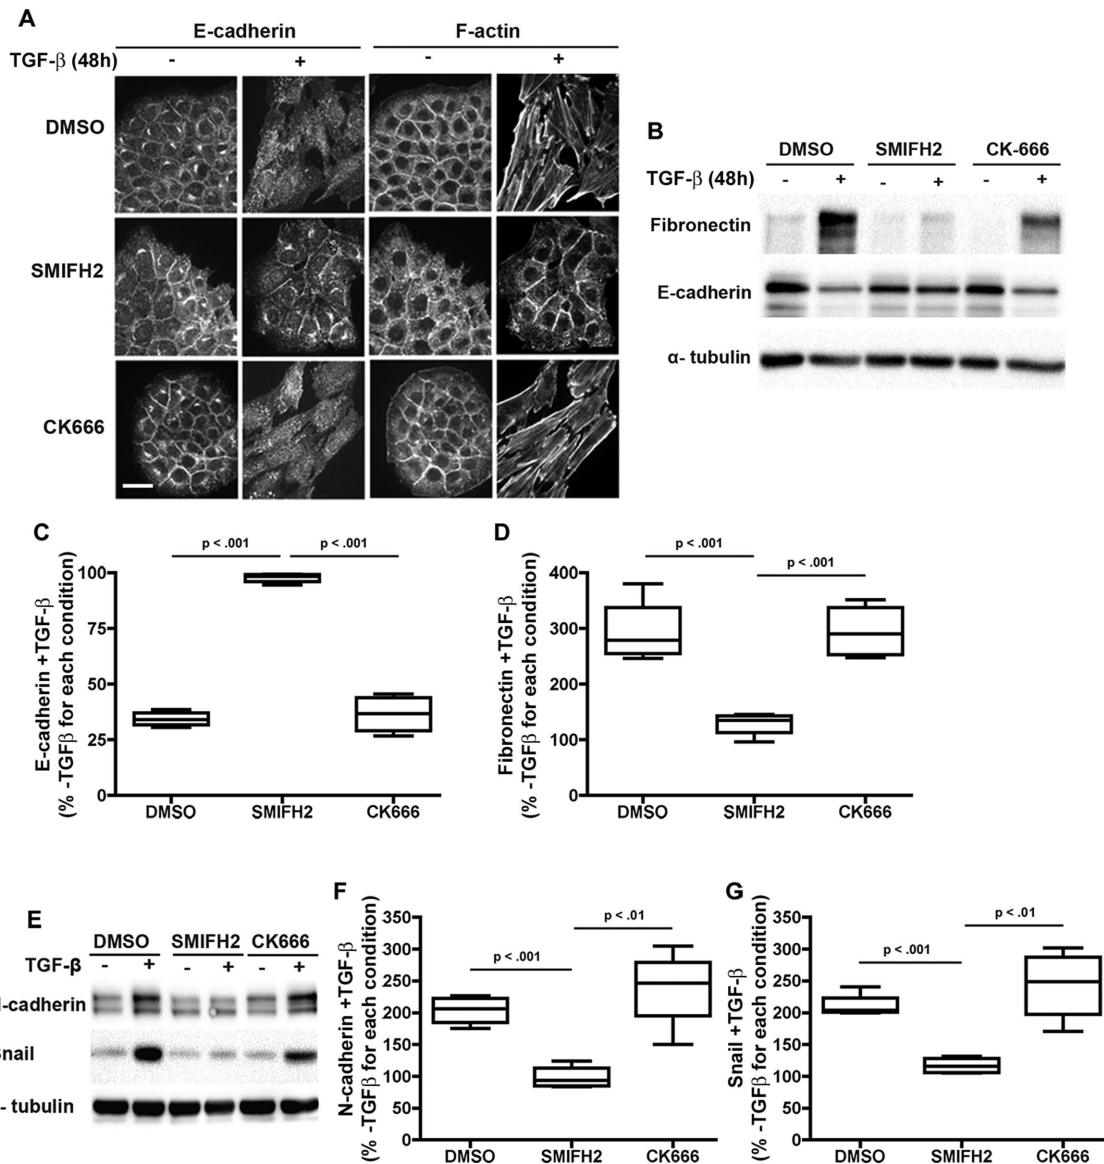 A
E-cadherin F-actin
TGF-β (48h) - + - +
DMSO
SMIFH2
CK666
B
DMSO SMIFH2 CK-666
TGF-β (48h) - + - + - +
Fibronectin
E-cadherin
α- tubulin
C
p < .001 p < .001
E-cadherin +TGF-β
(% -TGFβ for each condition)
100
75
50
25
0
DMSO SMIFH2 CK666
D
p < .001
p < .001
Fibronectin +TGF-β
(% -TGFβ for each condition)
400
300
200
100
0
DMSO SMIFH2 CK666
E
DMSO SMIFH2 CK666
TGF-β - + - + - +
-cadherin
nail
- tubulin
F
p < .01
p < .001
N-cadherin +TGF-β
(% -TGFβ for each condition)
350
300
250
200
150
100
50
0
DMSO SMIFH2 CK666
G
p < .01
p < .001
Snail +TGF-β
(% -TGFβ for each condition)
350
300
250
200
150
100
50
0
DMSO SMIFH2 CK666